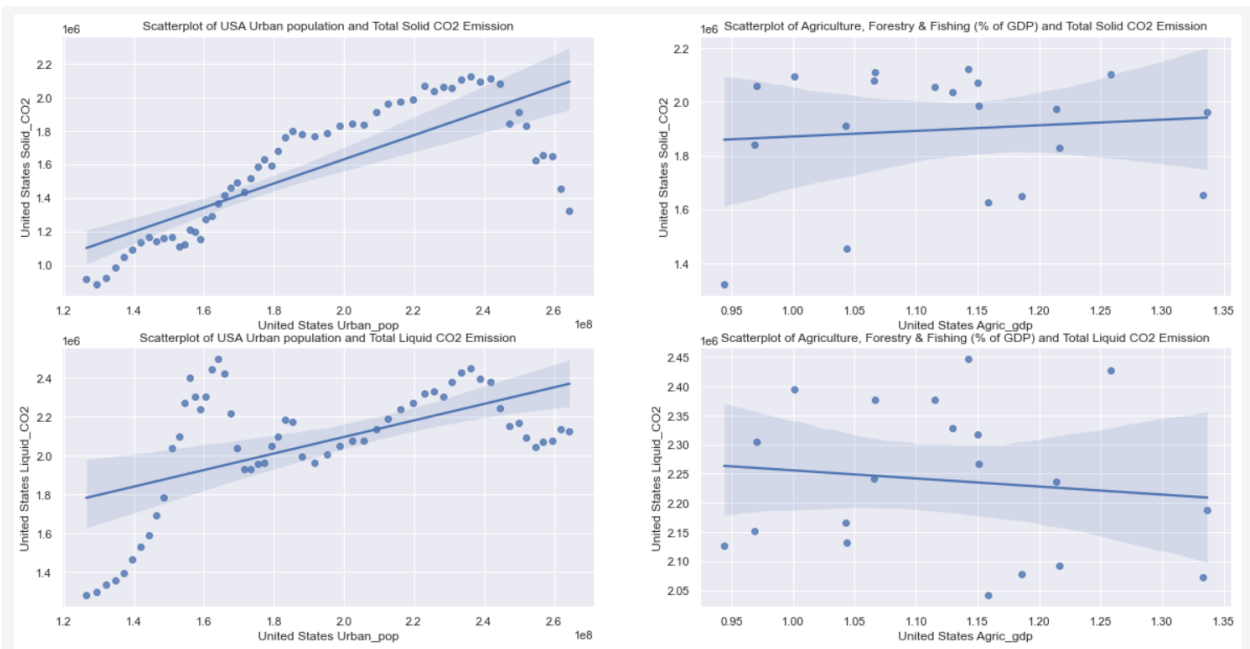 Scatterplot of USA Urban population and Total Solid CO2 Emission
1e6
United States Solid_CO2
2.2
2.0
1.8
1.6
1.4
1.2
1.0
1.2 1.4 1.6 1.8 2.0 2.2 2.4 2.6
United States Urban_pop
1e8
Scatterplot of Agriculture, Forestry & Fishing (% of GDP) and Total Solid CO2 Emission
1e6
United States Solid_CO2
2.2
2.0
1.8
1.6
1.4
0.95 1.00 1.05 1.10 1.15 1.20 1.25 1.30 1.35
United States Agric_gdp
Scatterplot of USA Urban population and Total Liquid CO2 Emission
1e6
United States Liquid_CO2
2.4
2.2
2.0
1.8
1.6
1.4
1.2 1.4 1.6 1.8 2.0 2.2 2.4 2.6
United States Urban_pop
1e8
Scatterplot of Agriculture, Forestry & Fishing (% of GDP) and Total Liquid CO2 Emission
1e6
United States Liquid_CO2
2.45
2.40
2.35
2.30
2.25
2.20
2.15
2.10
2.05
0.95 1.00 1.05 1.10 1.15 1.20 1.25 1.30 1.35
United States Agric_gdp